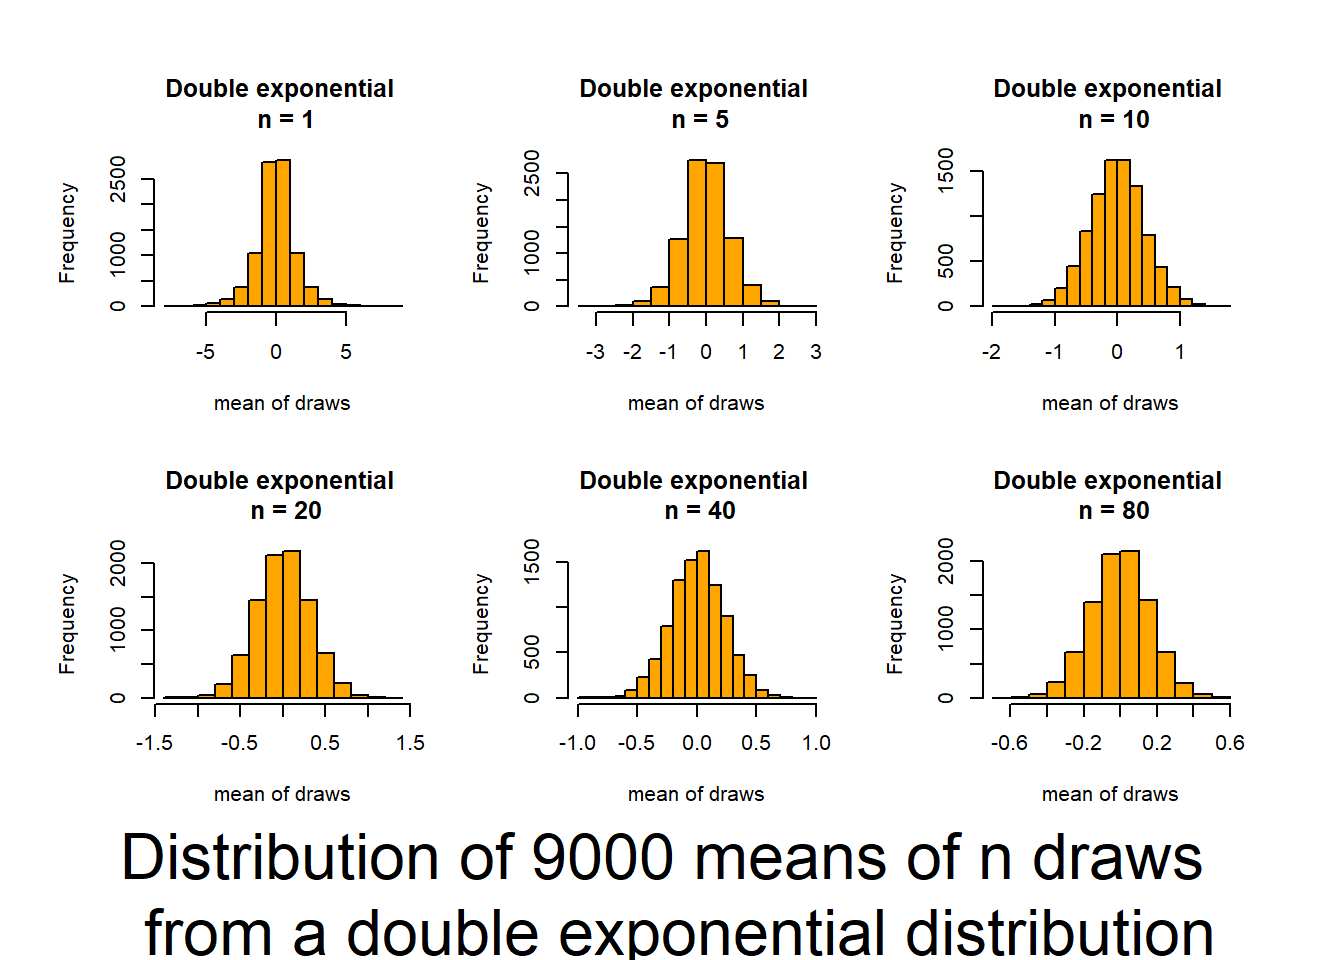 Double exponential
n = 1
Frequency
2500
1000
0
-5 0 5
mean of draws
Double exponential
n = 5
Frequency
2500
1000
0
-3 -2 -1 0 1 2 3
mean of draws
Double exponential
n = 10
Frequency
1500
500
0
-2 -1 0 1
mean of draws
Double exponential
n = 20
Frequency
2000
1000
0
-1.5 -0.5 0.5 1.5
mean of draws
Double exponential
n = 40
Frequency
1500
500
0
-1.0 -0.5 0.0 0.5 1.0
mean of draws
Double exponential
n = 80
Frequency
2000
1000
0
-0.6 -0.2 0.2 0.6
mean of draws
Distribution of 9000 means of n draws
from a double exponential distribution